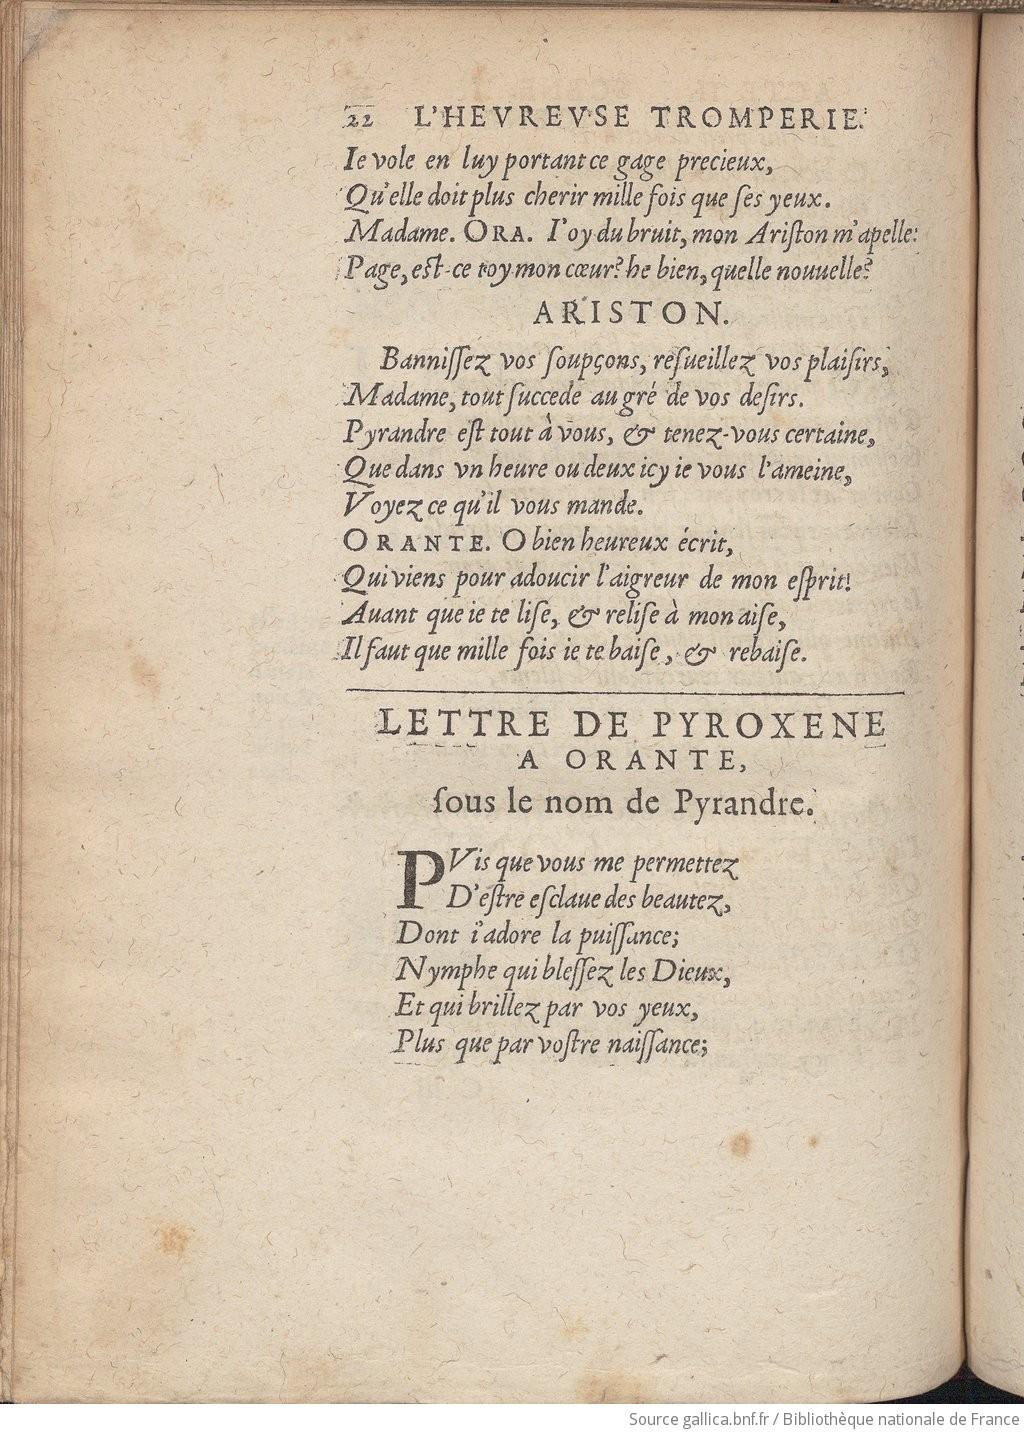 22 L'HEVREVSE TROMPERIE.
Ie vole en luy portant ce gage precieux,
Qu'elle doit plus cherir mille fois que ſes yeux.
Madame. ORA. I'oy du bruit, mon Ariſton m'apelle:
Page, eſt-ce toy mon cœur? he bien, quelle nouuelle?
ARISTON.
Banniſſez vos ſoupçons, reſueillez vos plaiſirs,
Madame, tout ſuccede au gré de vos deſirs.
Pyrandre eſt tout à vous, & tenez-vous certaine,
Que dans vn heure ou deux icy ie vous l'ameine,
Voyez ce qu'il vous mande.
ORANTE. O bien heureux écrit,
Qui viens pour adoucir l'aigreur de mon eſprit!
Auant que ie te liſe, & reliſe à mon aiſe,
Il faut que mille fois ie te baiſe, & rebaiſe.
LETTRE DE PYROXENE
A ORANTE,
ſous le nom de Pyrandre.
PVis que vous me permettez
D'eſtre eſclaue des beautez,
Dont i'adore la puiſſance;
Nymphe qui bleſſez les Dieux,
Et qui brillez par vos yeux,
Plus que par voſtre naiſſance;
Source gallica.bnf.fr / Bibliothèque nationale de France